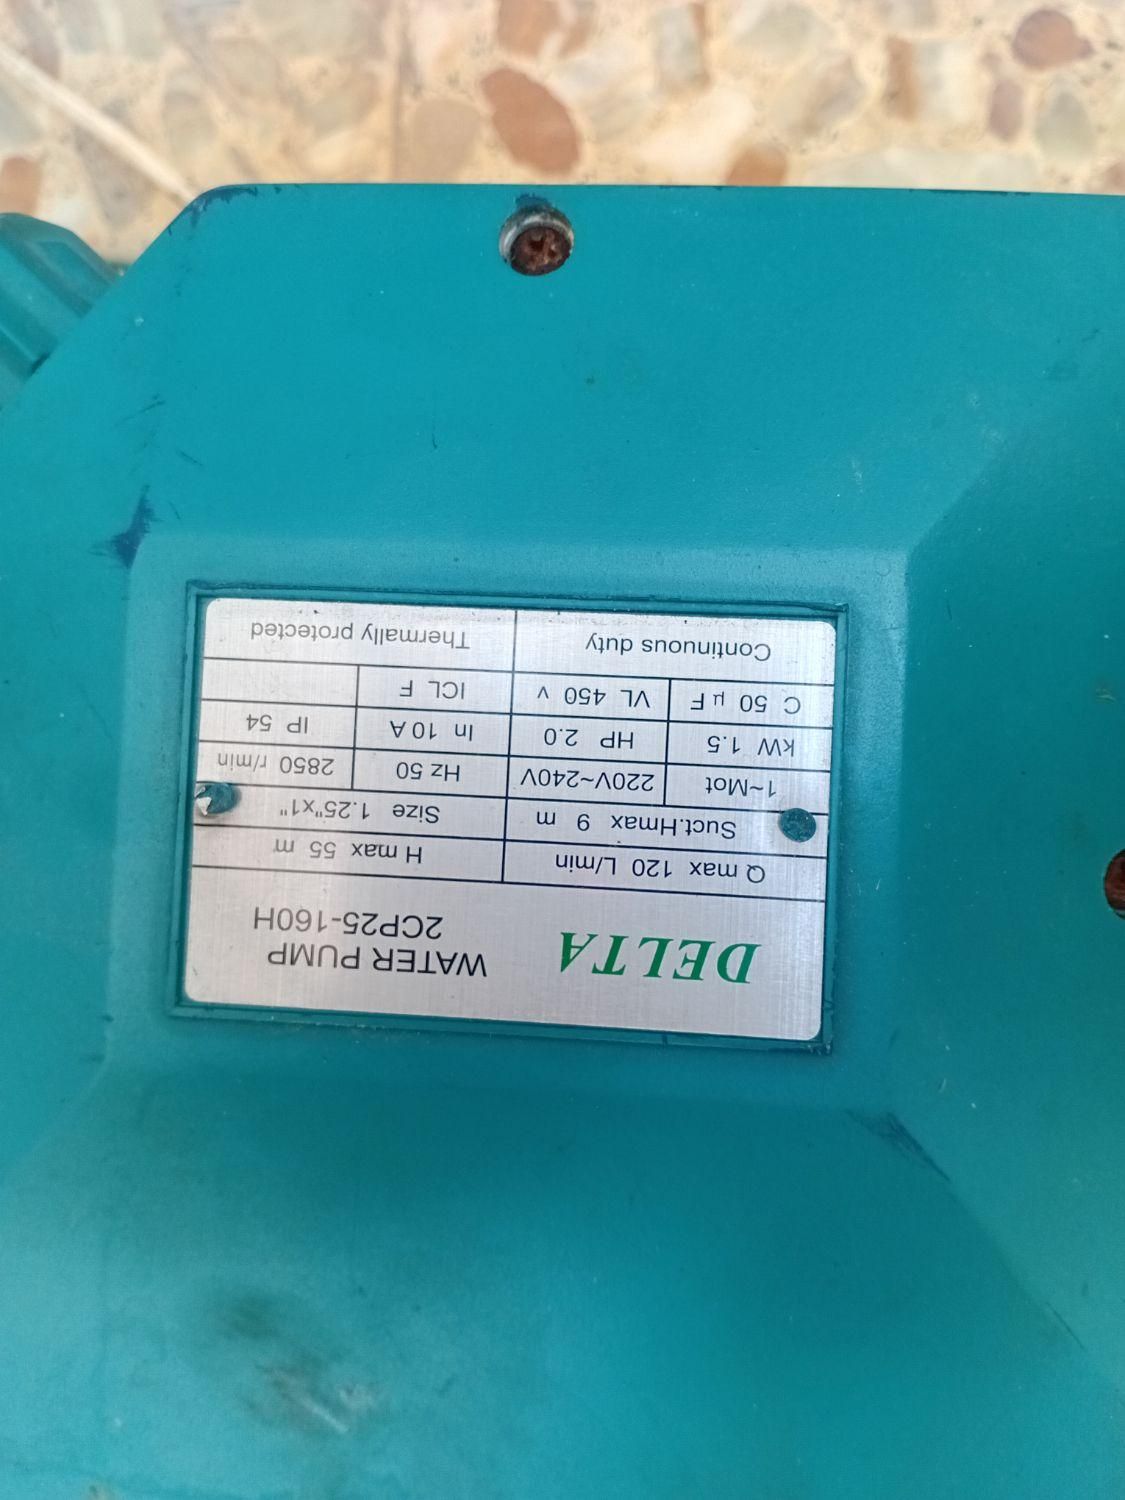 DELTA
WATER PUMP
2CP25-160H
Q max 120 L/min H max 55 m
Suct.Hmax 9 m Size 1.25"x1"
1~Mot 220V~240V Hz 50 2850 r/min
kW 1.5 HP 2.0 In 10 A IP 54
C 50 µF VL 450 v ICL F
Continuous duty Thermally protected